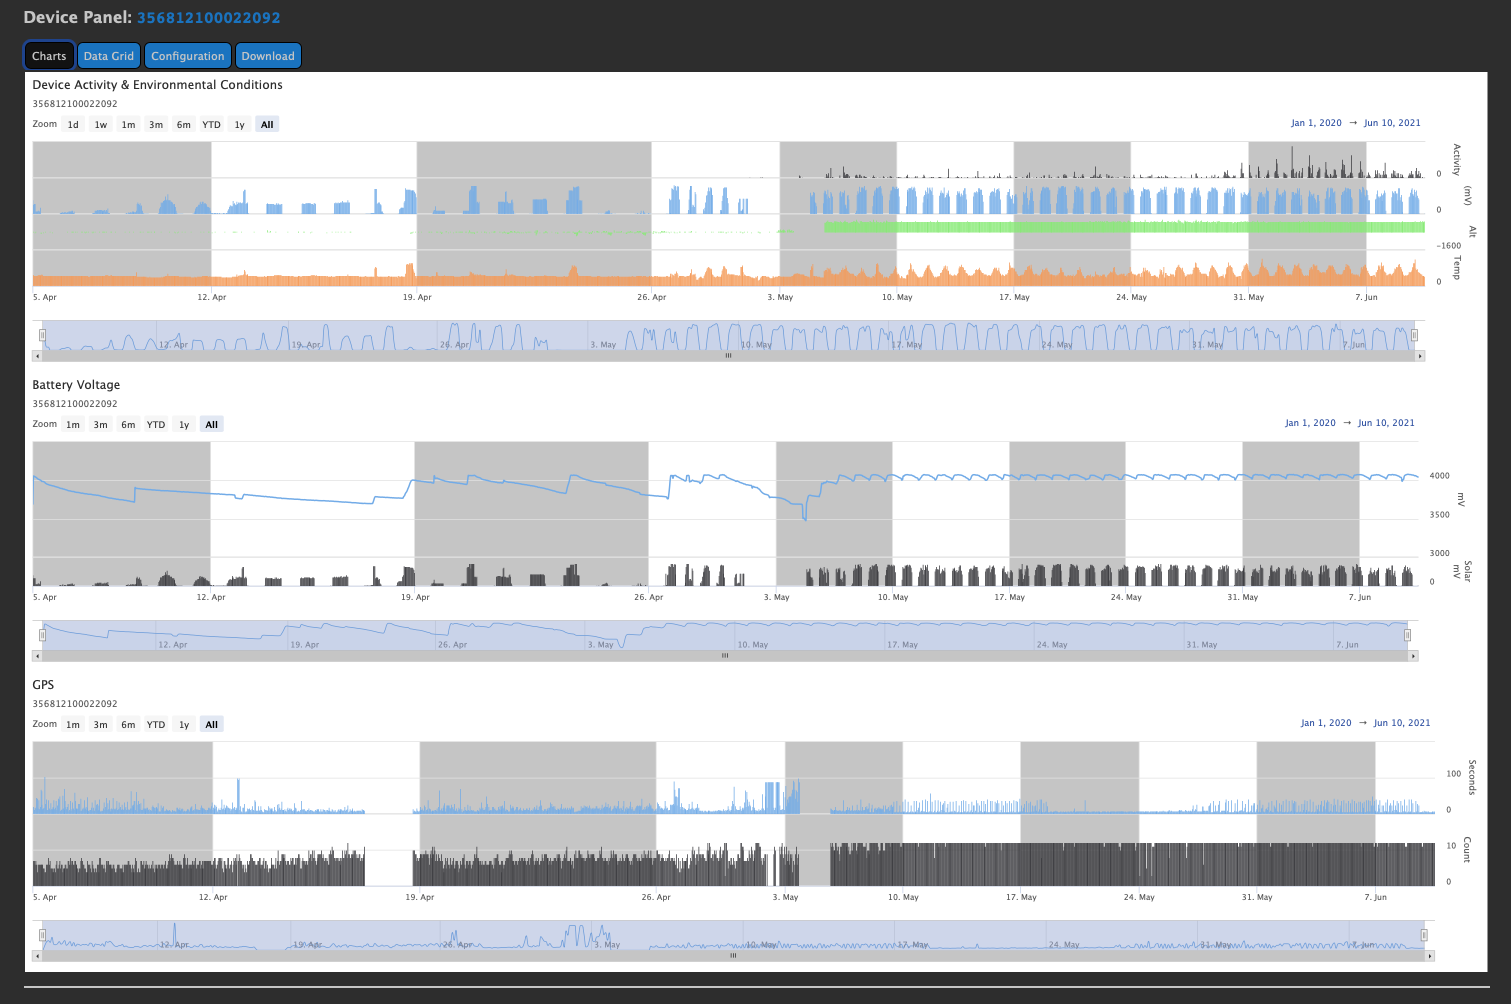 Device Panel: 356812100022092
Charts Data Grid Configuration Download
Device Activity & Environmental Conditions
356812100022092
Zoom 1d 1w 1m 3m 6m YTD 1y All
Jan 1, 2020 → Jun 10, 2021
Activity
0
(mV)
0
Alt
-1600
Temp
0
5. Apr 12. Apr 19. Apr 26. Apr 3. May 10. May 17. May 24. May 31. May 7. Jun
12. Apr 19. Apr 26. Apr 3. May 10. May 17. May 24. May 31. May 7. Jun
Battery Voltage
356812100022092
Zoom 1m 3m 6m YTD 1y All
Jan 1, 2020 → Jun 10, 2021
4000
mV
3500
3000
Solar
mV
0
5. Apr 12. Apr 19. Apr 26. Apr 3. May 10. May 17. May 24. May 31. May 7. Jun
12. Apr 19. Apr 26. Apr 3. May 10. May 17. May 24. May 31. May 7. Jun
GPS
356812100022092
Zoom 1m 3m 6m YTD 1y All
Jan 1, 2020 → Jun 10, 2021
Seconds
100
0
Count
10
0
5. Apr 12. Apr 19. Apr 26. Apr 3. May 10. May 17. May 24. May 31. May 7. Jun
12. Apr 19. Apr 26. Apr 3. May 10. May 17. May 24. May 31. May 7. Jun